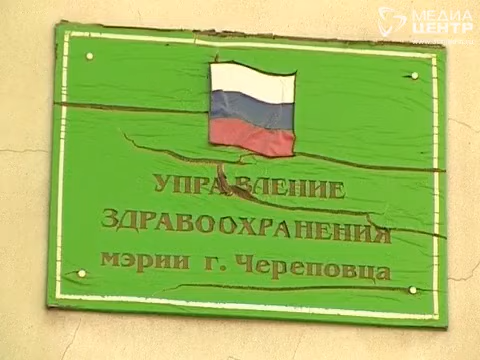 МЕДИА
ЦЕНТР
УПРАВЛЕНИЕ
ЗДРАВООХРАНЕНИЯ
мэрии г. Череповца